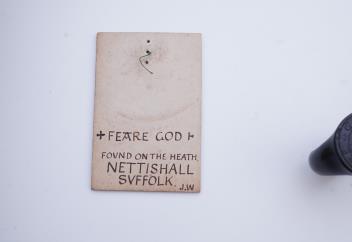 + FEARE GOD +
FOUND ON THE HEATH,
NETTISHALL
SVFFOLK.
J.W